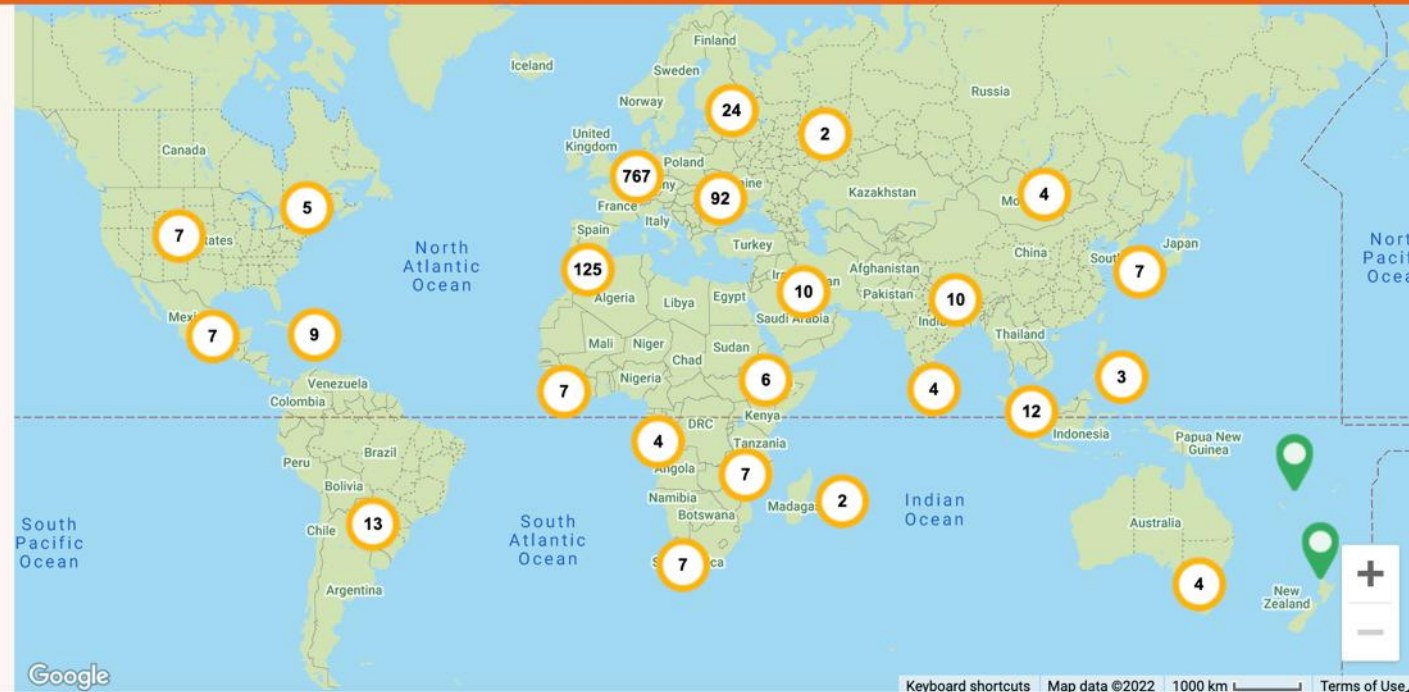 Finland
Iceland
Sweden
Russia
Norway
24
2
United
Kingdom
Canada
Poland
767
92
Kazakhstan
4
5
France
Italy
Spain
7
North
Atlantic
Ocean
Turkey
China
Japan
125
Afghanistan
7
Algeria
Libya
Egypt
10
Pakistan
10
Saudi Arabia
7
9
Mali
Niger
Sudan
Thailand
Chad
Venezuela
7
Nigeria
6
4
3
Colombia
12
DRC
Kenya
4
Tanzania
Indonesia
Papua New
Guinea
Peru
Brazil
Angola
7
Bolivia
Namibia
2
Indian
Ocean
Botswana
South
Pacific
Ocean
Chile
13
South
Atlantic
Ocean
Australia
7
4
Argentina
New
Zealand
+
−
Google
Keyboard shortcuts
Map data ©2022
1000 km
Terms of Use